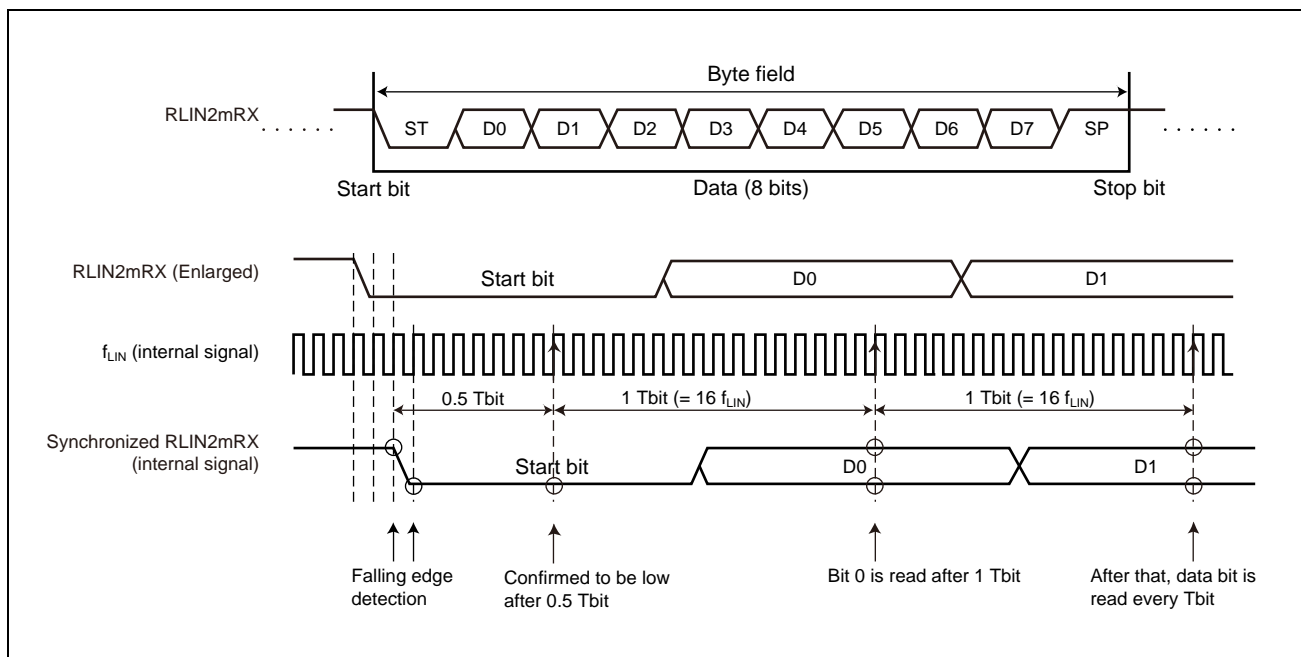 Byte field
RLIN2mRX
ST D0 D1 D2 D3 D4 D5 D6 D7 SP
Start bit Data (8 bits) Stop bit
RLIN2mRX (Enlarged)
Start bit D0 D1
fLIN (internal signal)
0.5 Tbit 1 Tbit (= 16 fLIN) 1 Tbit (= 16 fLIN)
Synchronized RLIN2mRX
(internal signal)
Start bit D0 D1
Falling edge
detection
Confirmed to be low
after 0.5 Tbit
Bit 0 is read after 1 Tbit
After that, data bit is
read every Tbit